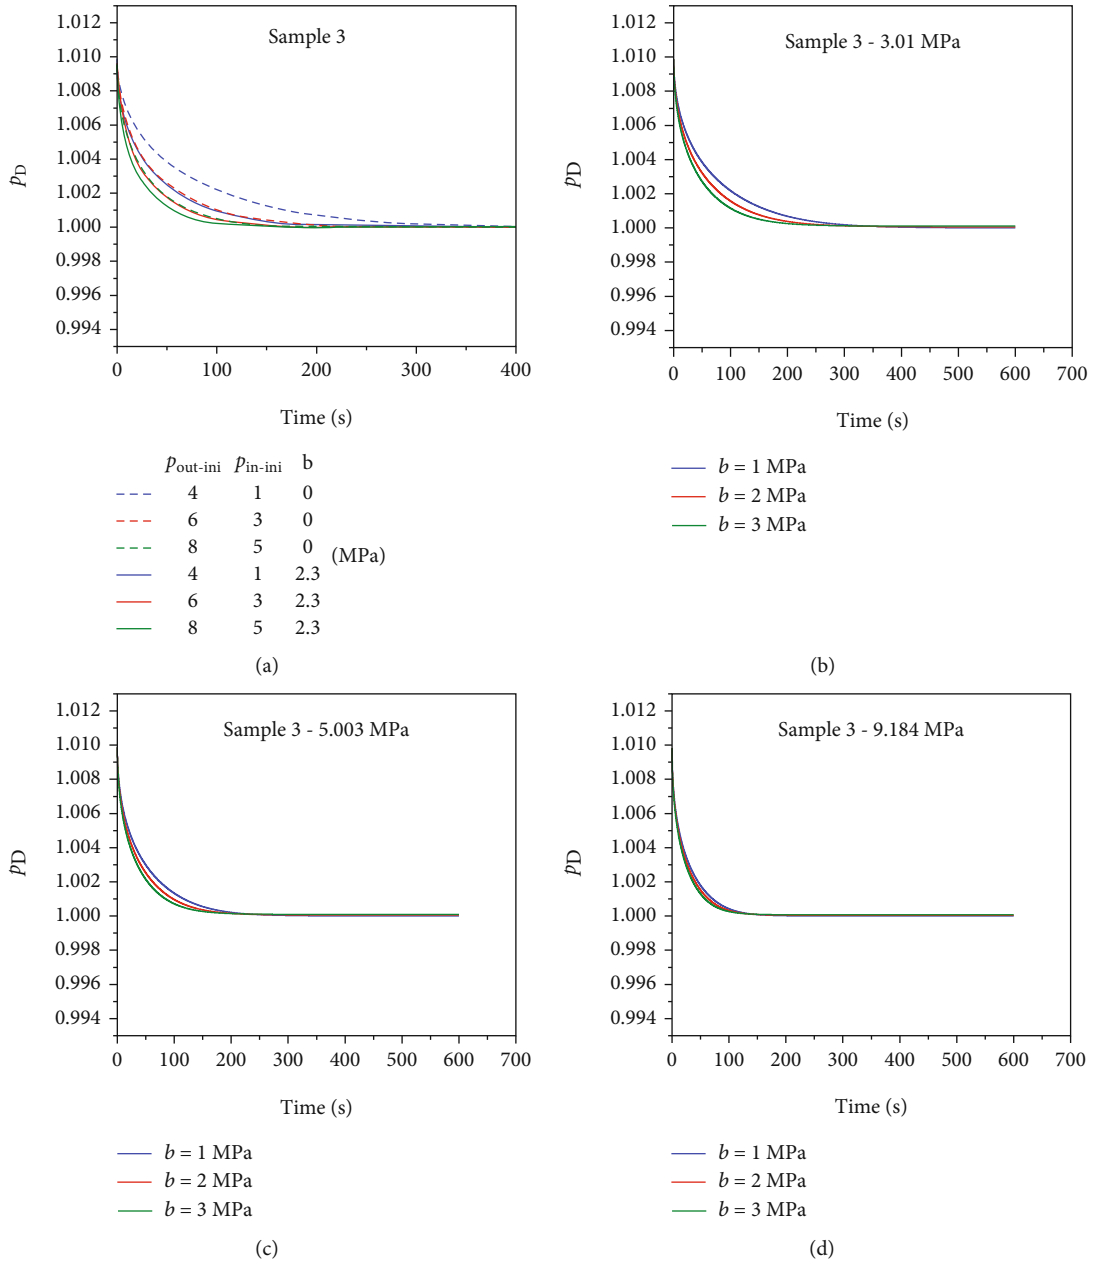 1.012
1.010
1.008
1.006
1.004
1.002
1.000
0.998
0.996
0.994
pD
Sample 3
0 100 200 300 400
Time (s)
pout-ini pin-ini b
4 1 0
6 3 0
8 5 0
4 1 2.3
6 3 2.3
8 5 2.3
(MPa)
(a)
1.012
1.010
1.008
1.006
1.004
1.002
1.000
0.998
0.996
0.994
pD
Sample 3 - 3.01 MPa
0 100 200 300 400 500 600 700
Time (s)
b = 1 MPa
b = 2 MPa
b = 3 MPa
(b)
1.012
1.010
1.008
1.006
1.004
1.002
1.000
0.998
0.996
0.994
pD
Sample 3 - 5.003 MPa
0 100 200 300 400 500 600 700
Time (s)
b = 1 MPa
b = 2 MPa
b = 3 MPa
(c)
1.012
1.010
1.008
1.006
1.004
1.002
1.000
0.998
0.996
0.994
pD
Sample 3 - 9.184 MPa
0 100 200 300 400 500 600 700
Time (s)
b = 1 MPa
b = 2 MPa
b = 3 MPa
(d)